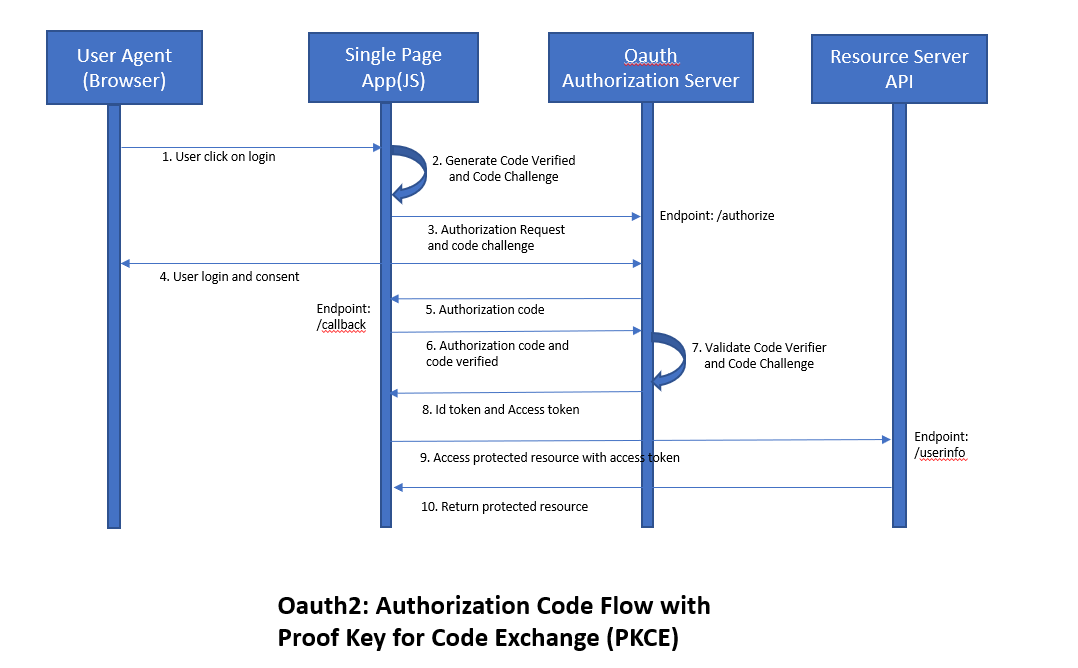 User Agent
(Browser)
Single Page
App(JS)
Oauth
Authorization Server
Resource Server
API
1. User click on login
2. Generate Code Verified
and Code Challenge
Endpoint: /authorize
3. Authorization Request
and code challenge
4. User login and consent
Endpoint:
/callback
5. Authorization code
6. Authorization code and
code verified
7. Validate Code Verifier
and Code Challenge
8. Id token and Access token
Endpoint:
/userinfo
9. Access protected resource with access token
10. Return protected resource
Oauth2: Authorization Code Flow with
Proof Key for Code Exchange (PKCE)